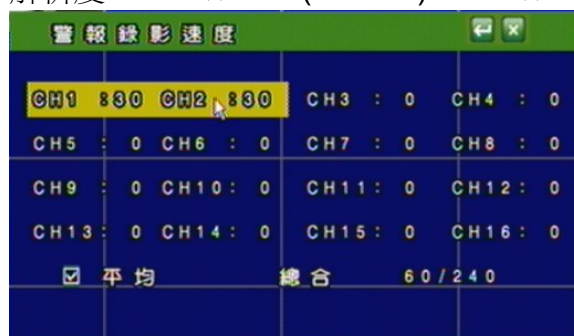 警報錄影速度
CH1 :30 CH2 :30 CH3 : 0 CH4 : 0
CH5 : 0 CH6 : 0 CH7 : 0 CH8 : 0
CH9 : 0 CH10: 0 CH11: 0 CH12: 0
CH13: 0 CH14: 0 CH15: 0 CH16: 0
☑ 平均 總合 60/240